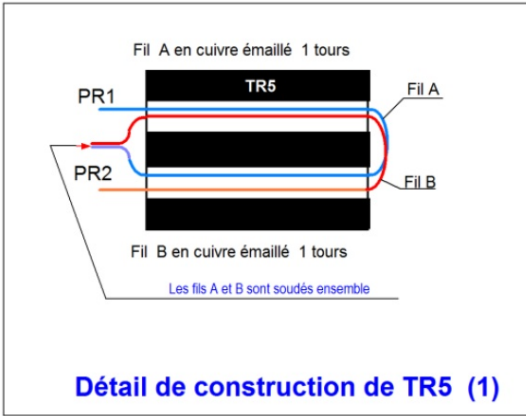 Fil A en cuivre émaillé 1 tours
TR5
PR1
Fil A
PR2
Fil B
Fil B en cuivre émaillé 1 tours
Les fils A et B sont soudés ensemble
Détail de construction de TR5 (1)